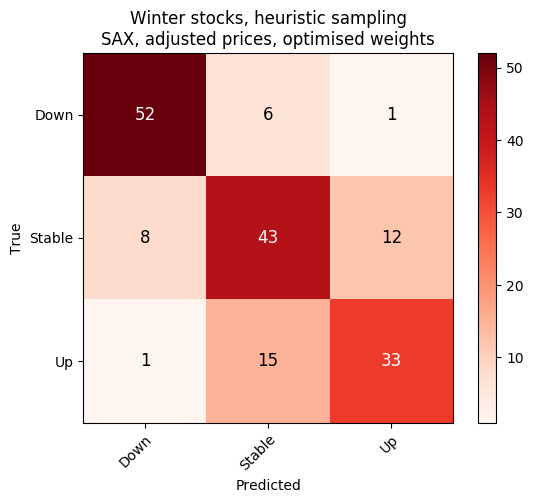 Winter stocks, heuristic sampling
SAX, adjusted prices, optimised weights
Down 52 6 1
Stable 8 43 12
Up 1 15 33
Down Stable Up
Predicted
True
50
40
30
20
10